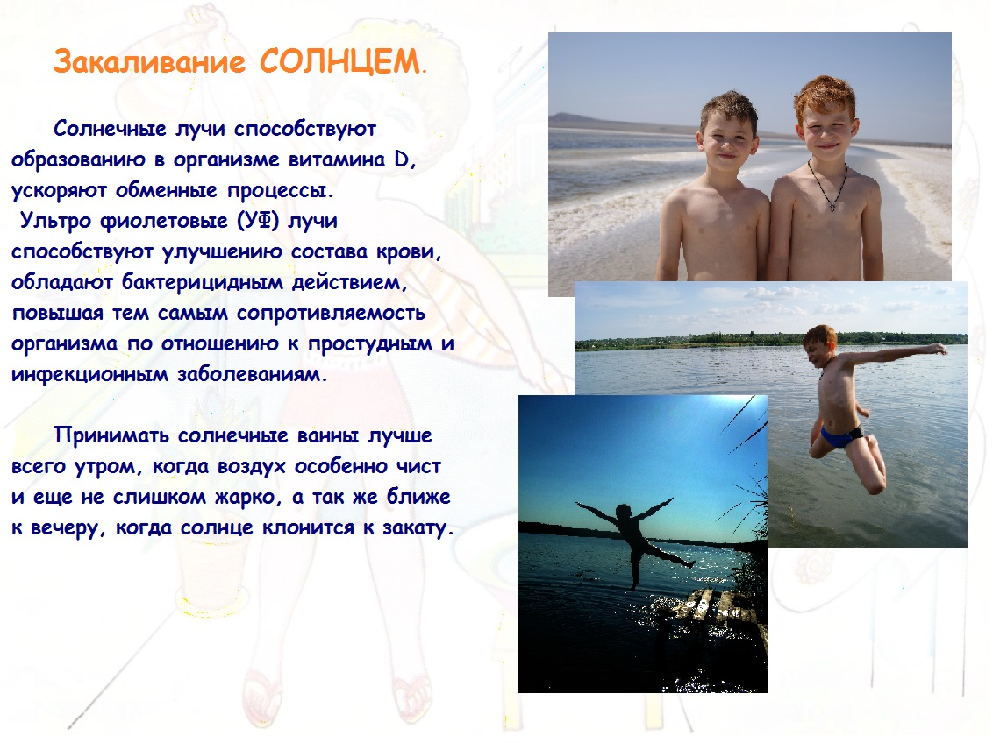 Закаливание СОЛНЦЕМ.
Солнечные лучи способствуют
образованию в организме витамина D,
ускоряют обменные процессы.
Ультро фиолетовые (УФ) лучи
способствуют улучшению состава крови,
обладают бактерицидным действием,
повышая тем самым сопротивляемость
организма по отношению к простудным и
инфекционным заболеваниям.
Принимать солнечные ванны лучше
всего утром, когда воздух особенно чист
и еще не слишком жарко, а так же ближе
к вечеру, когда солнце клонится к закату.